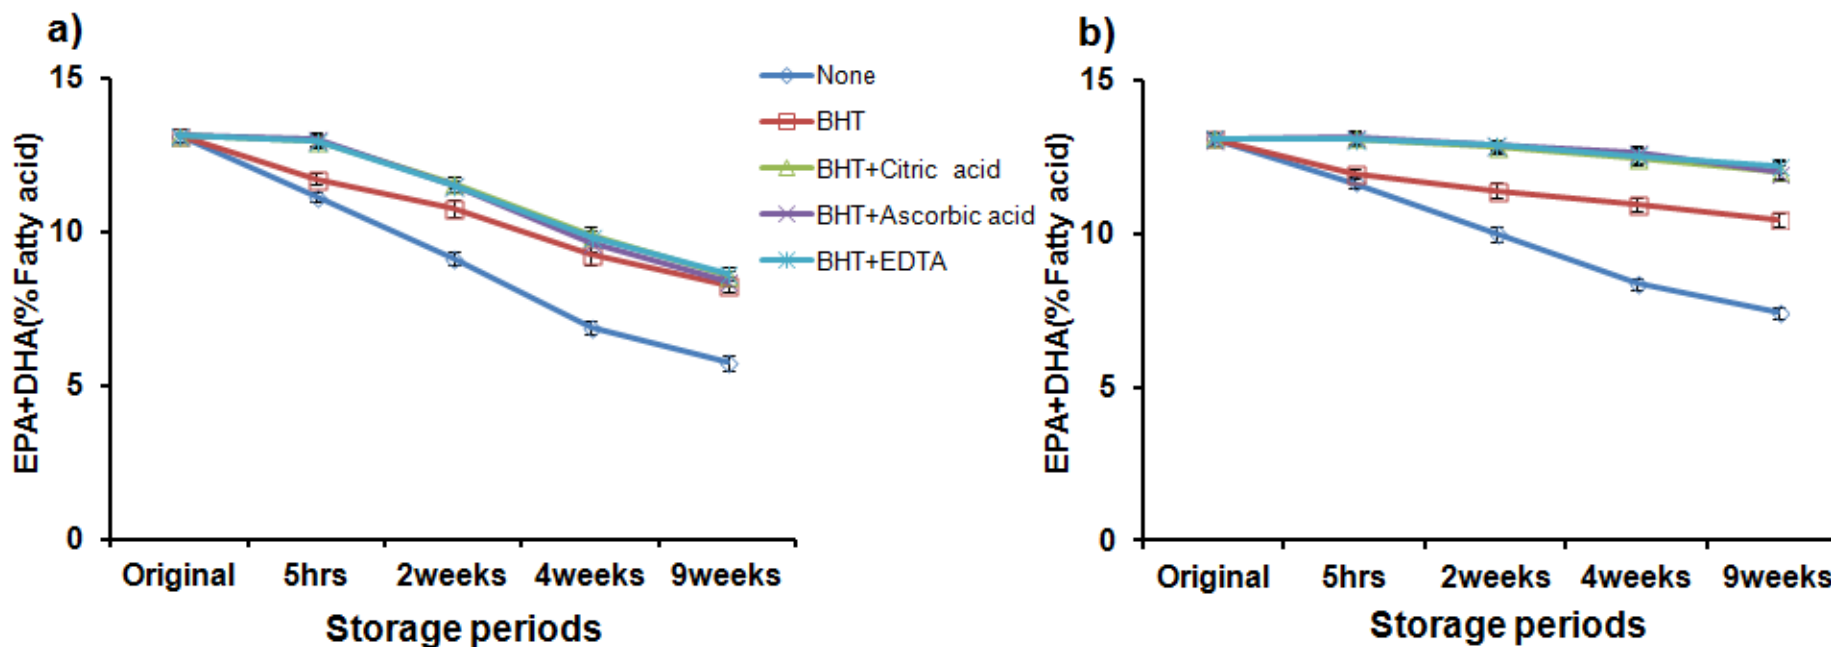 a)
EPA+DHA(%Fatty acid)
15
10
5
0
Original 5hrs 2weeks 4weeks 9weeks
Storage periods
None
BHT
BHT+Citric acid
BHT+Ascorbic acid
BHT+EDTA
b)
EPA+DHA(%Fatty acid)
15
10
5
0
Original 5hrs 2weeks 4weeks 9weeks
Storage periods